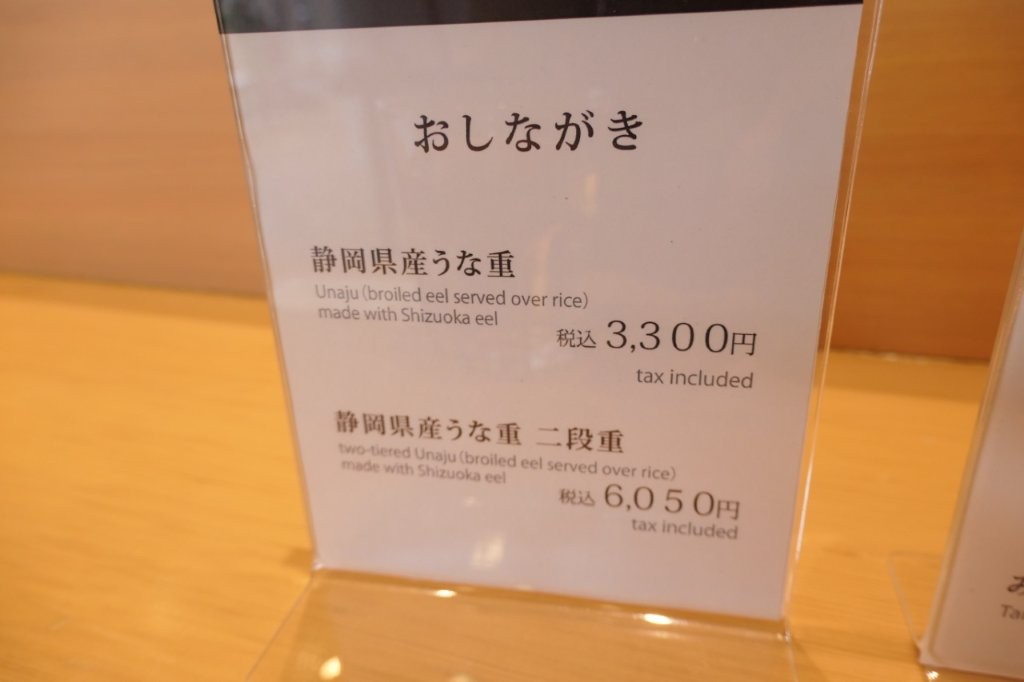 おしながき
静岡県産うな重
Unaju (broiled eel served over rice)
made with Shizuoka eel
税込 3,300円
tax included
静岡県産うな重 二段重
two-tiered Unaju (broiled eel served over rice)
made with Shizuoka eel
税込 6,050円
tax included